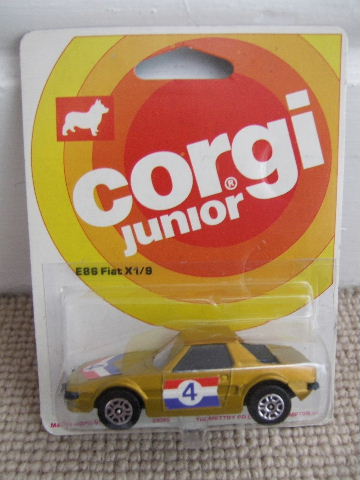 corgi®
junior
E86 Fiat X1/9
4